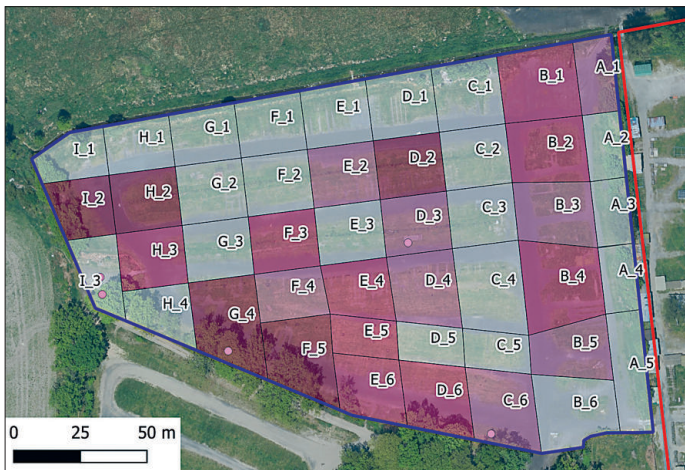 I_1 H_1 G_1 F_1 E_1 D_1 C_1 B_1 A_1
I_2 H_2 G_2 F_2 E_2 D_2 C_2 B_2 A_2
I_3 H_3 G_3 F_3 E_3 D_3 C_3 B_3 A_3
H_4 G_4 F_4 E_4 D_4 C_4 B_4 A_4
F_5 E_5 D_5 C_5 B_5 A_5
E_6 D_6 C_6 B_6
0 25 50 m